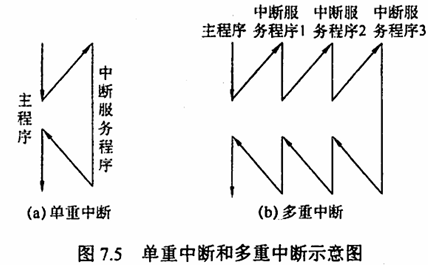 中断服
务程序1
中断服
务程序2
中断服
务程序3
主程序
主程序
中断服务程序
(a)单重中断
(b)多重中断
图 7.5 单重中断和多重中断示意图